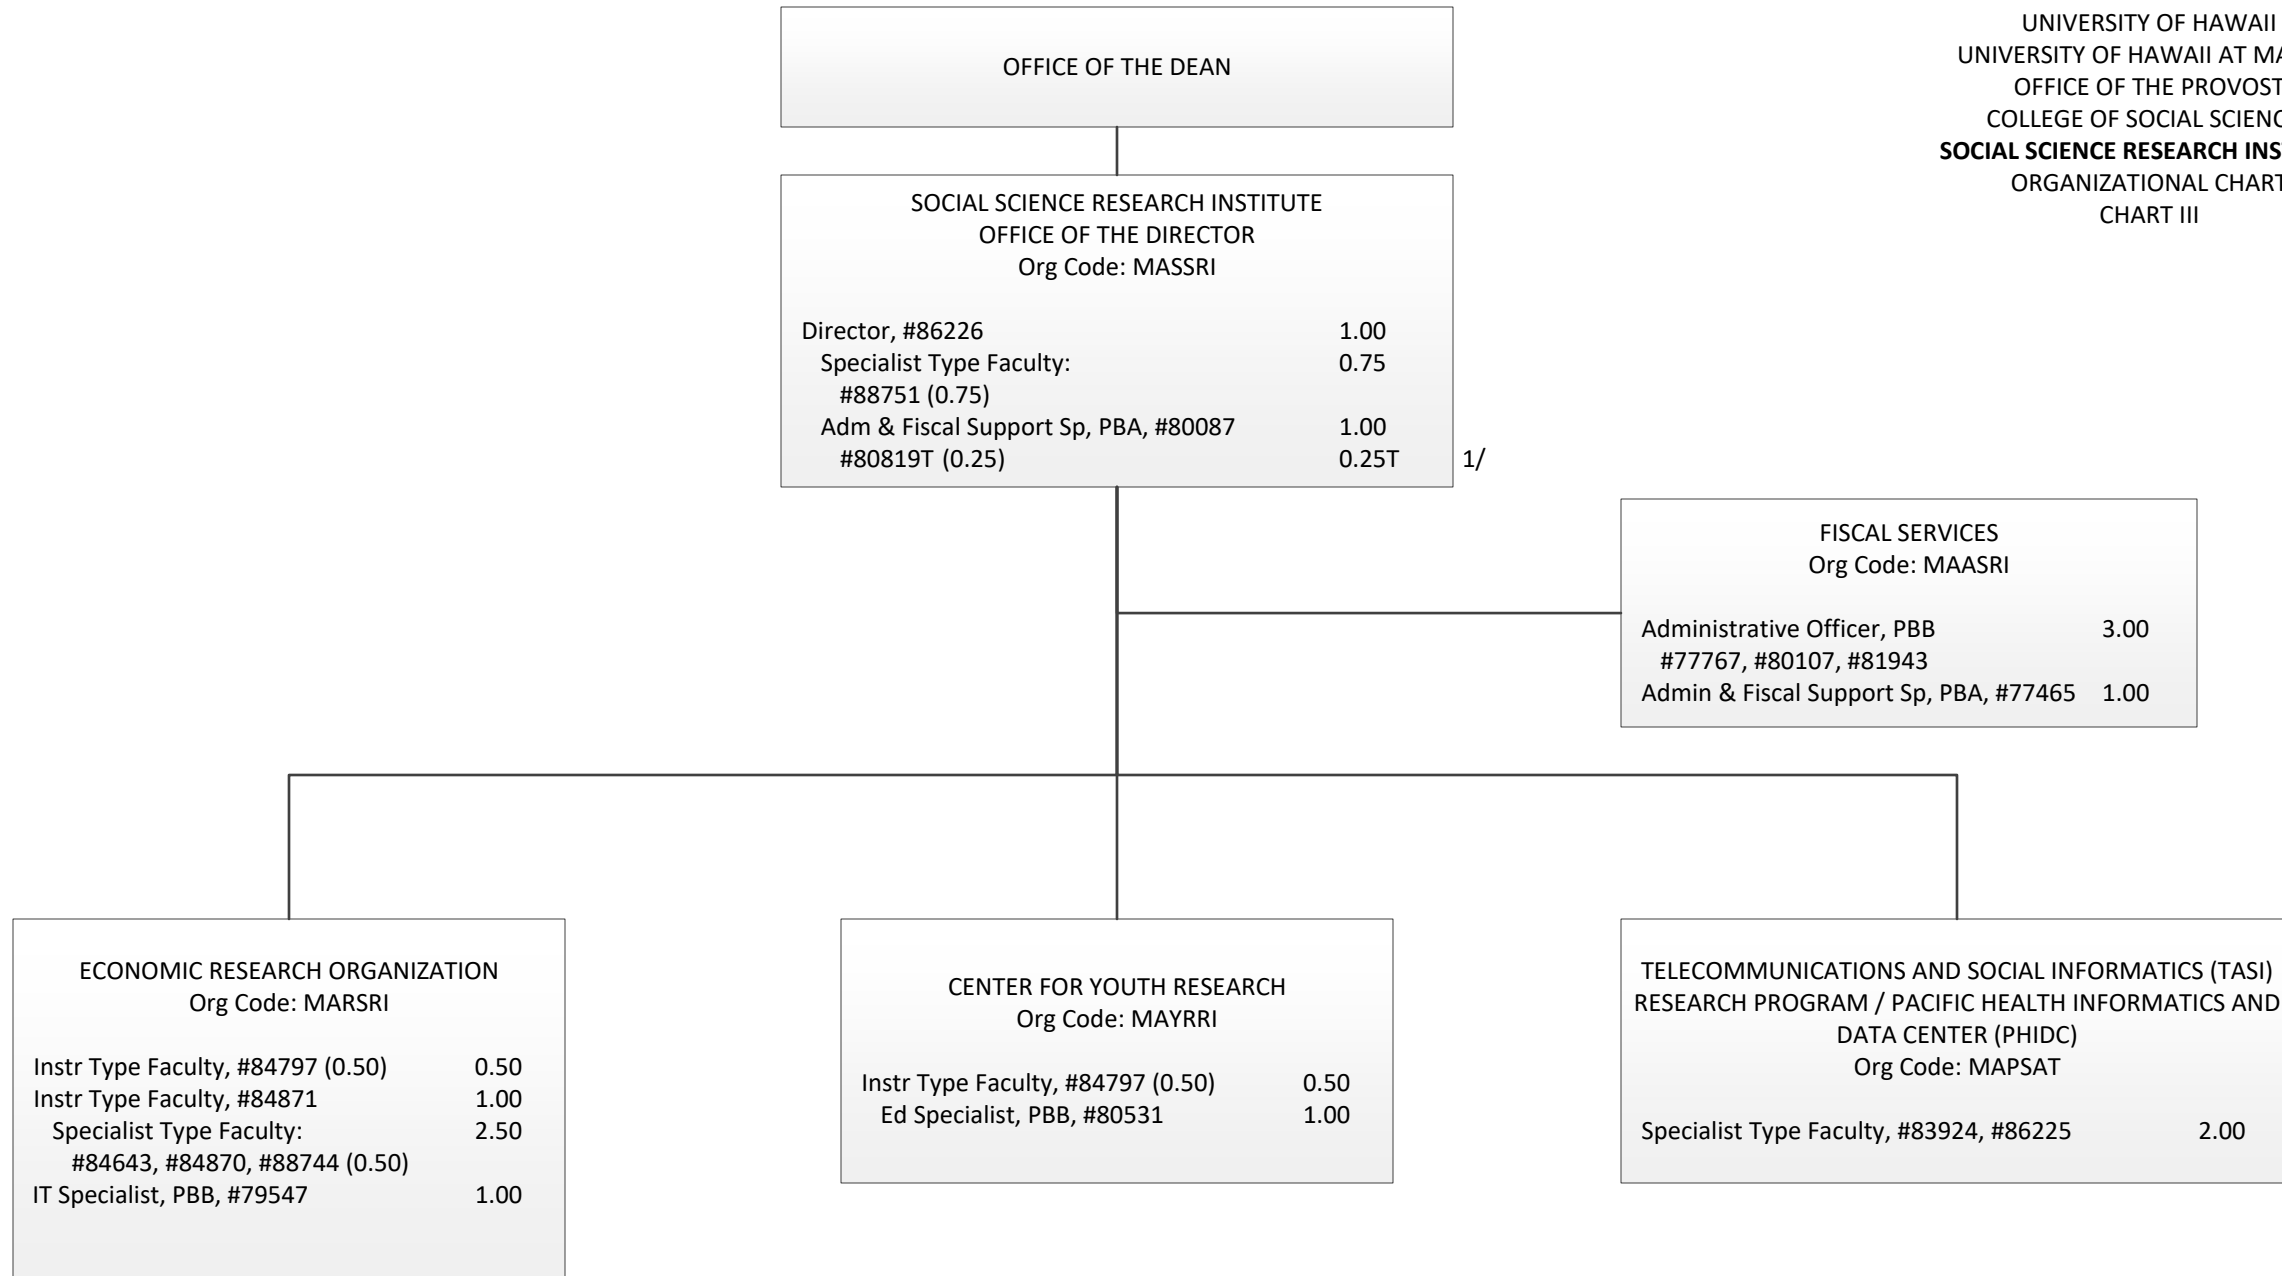 UNIVERSITY OF HAWAII
UNIVERSITY OF HAWAII AT
OFFICE OF THE PROVOST
COLLEGE OF SOCIAL
SOCIAL SCIENCE RESEARCH
ORGANIZATIONAL CHART
CHART III
OFFICE OF THE DEAN
SOCIAL SCIENCE RESEARCH INSTITUTE
OFFICE OF THE DIRECTOR
Org Code: MASSRI
Director, #86226 1.00
Specialist Type Faculty: 0.75
#88751 (0.75)
Adm & Fiscal Support Sp, PBA, #80087 1.00
#80819T (0.25) 0.25T 1/
FISCAL SERVICES
Org Code: MAASRI
Administrative Officer, PBB 3.00
#77767, #80107, #81943
Admin & Fiscal Support Sp, PBA, #77465 1.00
ECONOMIC RESEARCH ORGANIZATION
Org Code: MARSRI
Instr Type Faculty, #84797 (0.50) 0.50
Instr Type Faculty, #84871 1.00
Specialist Type Faculty: 2.50
#84643, #84870, #88744 (0.50)
IT Specialist, PBB, #79547 1.00
CENTER FOR YOUTH RESEARCH
Org Code: MAYRRI
Instr Type Faculty, #84797 (0.50) 0.50
Ed Specialist, PBB, #80531 1.00
TELECOMMUNICATIONS AND SOCIAL INFORMATICS (TASI)
RESEARCH PROGRAM / PACIFIC HEALTH INFORMATICS AND
DATA CENTER (PHIDC)
Org Code: MAPSAT
Specialist Type Faculty, #83924, #86225 2.00